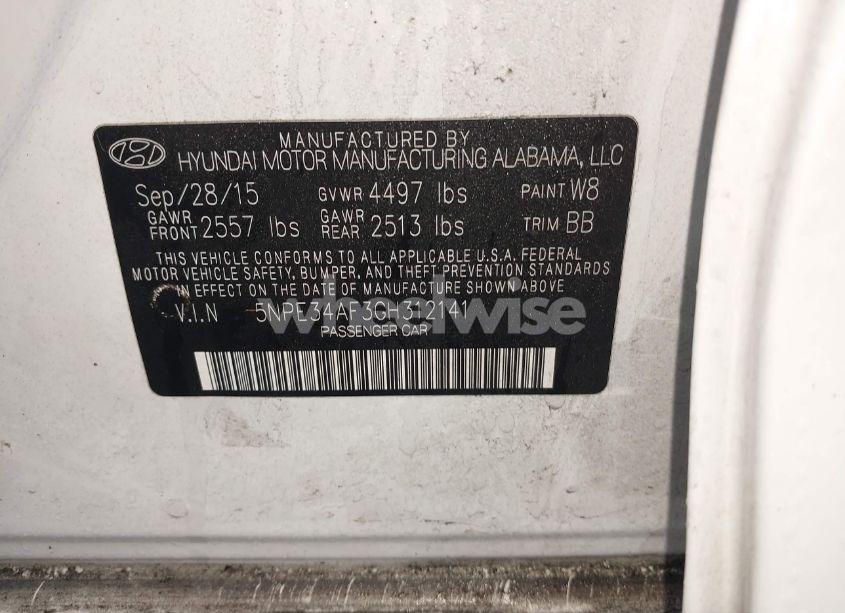 MANUFACTURED BY
HYUNDAI MOTOR MANUFACTURING ALABAMA, LLC
Sep/28/15 GVWR 4497 lbs PAINT W8
GAWR FRONT 2557 lbs GAWR REAR 2513 lbs TRIM BB
THIS VEHICLE CONFORMS TO ALL APPLICABLE U.S.A. FEDERAL
MOTOR VEHICLE SAFETY, BUMPER, AND THEFT PREVENTION STANDARDS
IN EFFECT ON THE DATE OF MANUFACTURE SHOWN ABOVE
V.I.N 5NPE34AF3GH312141
wheelwise
PASSENGER CAR